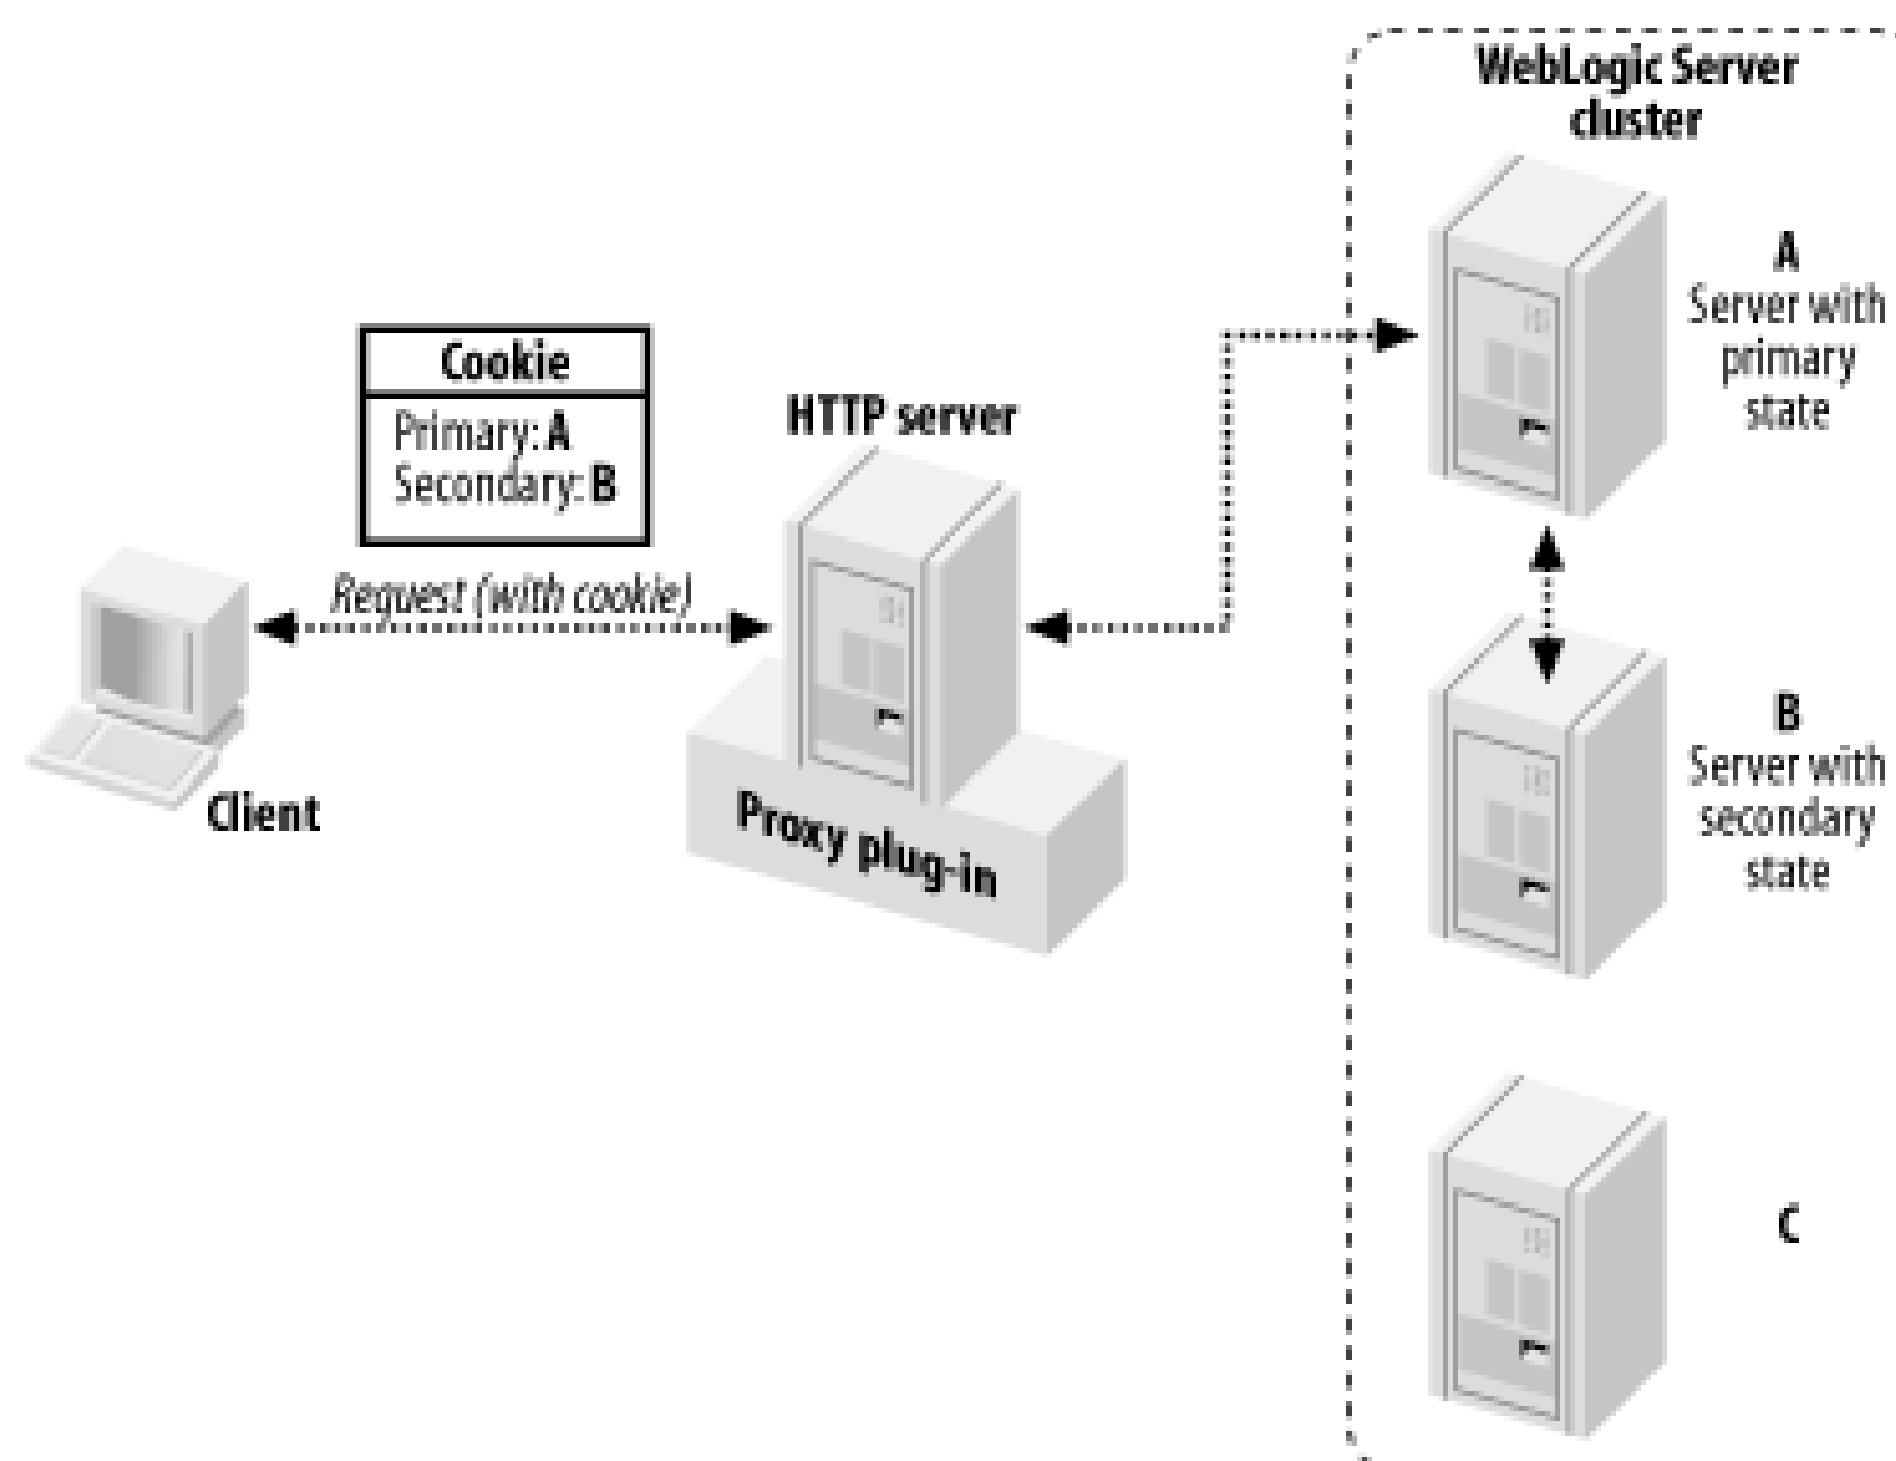 WebLogic Server
cluster
A
Server with
primary
state
Cookie
Primary: A
Secondary: B
HTTP server
Request (with cookie)
Client
Proxy plug-in
B
Server with
secondary
state
C